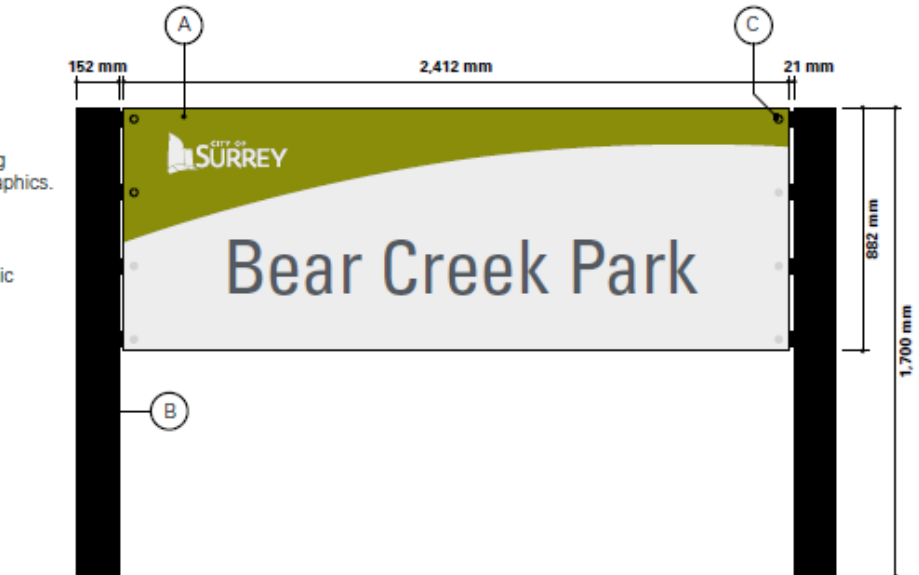 A
C
152 mm
2,412 mm
21 mm
CITY OF
SURREY
Bear Creek Park
882 mm
1,700 mm
B